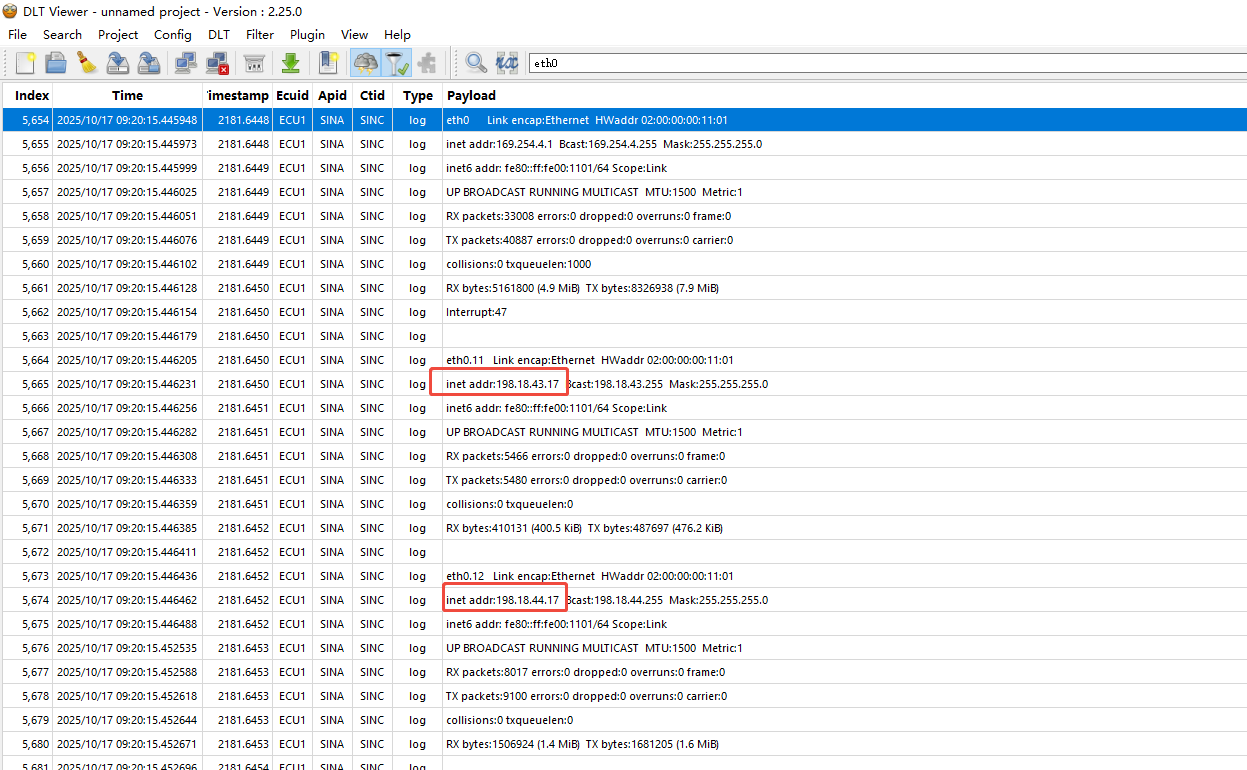 DLT Viewer - unnamed project - Version : 2.25.0
File Search Project Config DLT Filter Plugin View Help
eth0
Index Time Timestamp Ecuid Apid Ctid Type Payload
5,654 2025/10/17 09:20:15.445948 2181.6448 ECU1 SINA SINC log eth0 Link encap:Ethernet HWaddr 02:00:00:00:11:01
5,655 2025/10/17 09:20:15.445973 2181.6448 ECU1 SINA SINC log inet addr:169.254.4.1 Bcast:169.254.4.255 Mask:255.255.255.0
5,656 2025/10/17 09:20:15.445999 2181.6449 ECU1 SINA SINC log inet6 addr: fe80::ff:fe00:1101/64 Scope:Link
5,657 2025/10/17 09:20:15.446025 2181.6449 ECU1 SINA SINC log UP BROADCAST RUNNING MULTICAST MTU:1500 Metric:1
5,658 2025/10/17 09:20:15.446051 2181.6449 ECU1 SINA SINC log RX packets:33008 errors:0 dropped:0 overruns:0 frame:0
5,659 2025/10/17 09:20:15.446076 2181.6449 ECU1 SINA SINC log TX packets:40887 errors:0 dropped:0 overruns:0 carrier:0
5,660 2025/10/17 09:20:15.446102 2181.6449 ECU1 SINA SINC log collisions:0 txqueuelen:1000
5,661 2025/10/17 09:20:15.446128 2181.6450 ECU1 SINA SINC log RX bytes:5161800 (4.9 MiB) TX bytes:8326938 (7.9 MiB)
5,662 2025/10/17 09:20:15.446154 2181.6450 ECU1 SINA SINC log Interrupt:47
5,663 2025/10/17 09:20:15.446179 2181.6450 ECU1 SINA SINC log
5,664 2025/10/17 09:20:15.446205 2181.6450 ECU1 SINA SINC log eth0.11 Link encap:Ethernet HWaddr 02:00:00:00:11:01
5,665 2025/10/17 09:20:15.446231 2181.6450 ECU1 SINA SINC log inet addr:198.18.43.17 Bcast:198.18.43.255 Mask:255.255.255.0
5,666 2025/10/17 09:20:15.446256 2181.6451 ECU1 SINA SINC log inet6 addr: fe80::ff:fe00:1101/64 Scope:Link
5,667 2025/10/17 09:20:15.446282 2181.6451 ECU1 SINA SINC log UP BROADCAST RUNNING MULTICAST MTU:1500 Metric:1
5,668 2025/10/17 09:20:15.446308 2181.6451 ECU1 SINA SINC log RX packets:5466 errors:0 dropped:0 overruns:0 frame:0
5,669 2025/10/17 09:20:15.446333 2181.6451 ECU1 SINA SINC log TX packets:5480 errors:0 dropped:0 overruns:0 carrier:0
5,670 2025/10/17 09:20:15.446359 2181.6451 ECU1 SINA SINC log collisions:0 txqueuelen:0
5,671 2025/10/17 09:20:15.446385 2181.6452 ECU1 SINA SINC log RX bytes:410131 (400.5 KiB) TX bytes:487697 (476.2 KiB)
5,672 2025/10/17 09:20:15.446411 2181.6452 ECU1 SINA SINC log
5,673 2025/10/17 09:20:15.446436 2181.6452 ECU1 SINA SINC log eth0.12 Link encap:Ethernet HWaddr 02:00:00:00:11:01
5,674 2025/10/17 09:20:15.446462 2181.6452 ECU1 SINA SINC log inet addr:198.18.44.17 Bcast:198.18.44.255 Mask:255.255.255.0
5,675 2025/10/17 09:20:15.446488 2181.6452 ECU1 SINA SINC log inet6 addr: fe80::ff:fe00:1101/64 Scope:Link
5,676 2025/10/17 09:20:15.452535 2181.6453 ECU1 SINA SINC log UP BROADCAST RUNNING MULTICAST MTU:1500 Metric:1
5,677 2025/10/17 09:20:15.452588 2181.6453 ECU1 SINA SINC log RX packets:8017 errors:0 dropped:0 overruns:0 frame:0
5,678 2025/10/17 09:20:15.452618 2181.6453 ECU1 SINA SINC log TX packets:9100 errors:0 dropped:0 overruns:0 carrier:0
5,679 2025/10/17 09:20:15.452644 2181.6453 ECU1 SINA SINC log collisions:0 txqueuelen:0
5,680 2025/10/17 09:20:15.452671 2181.6453 ECU1 SINA SINC log RX bytes:1506924 (1.4 MiB) TX bytes:1681205 (1.6 MiB)
5,681 2025/10/17 09:20:15.452696 2181.6454 ECU1 SINA SINC log